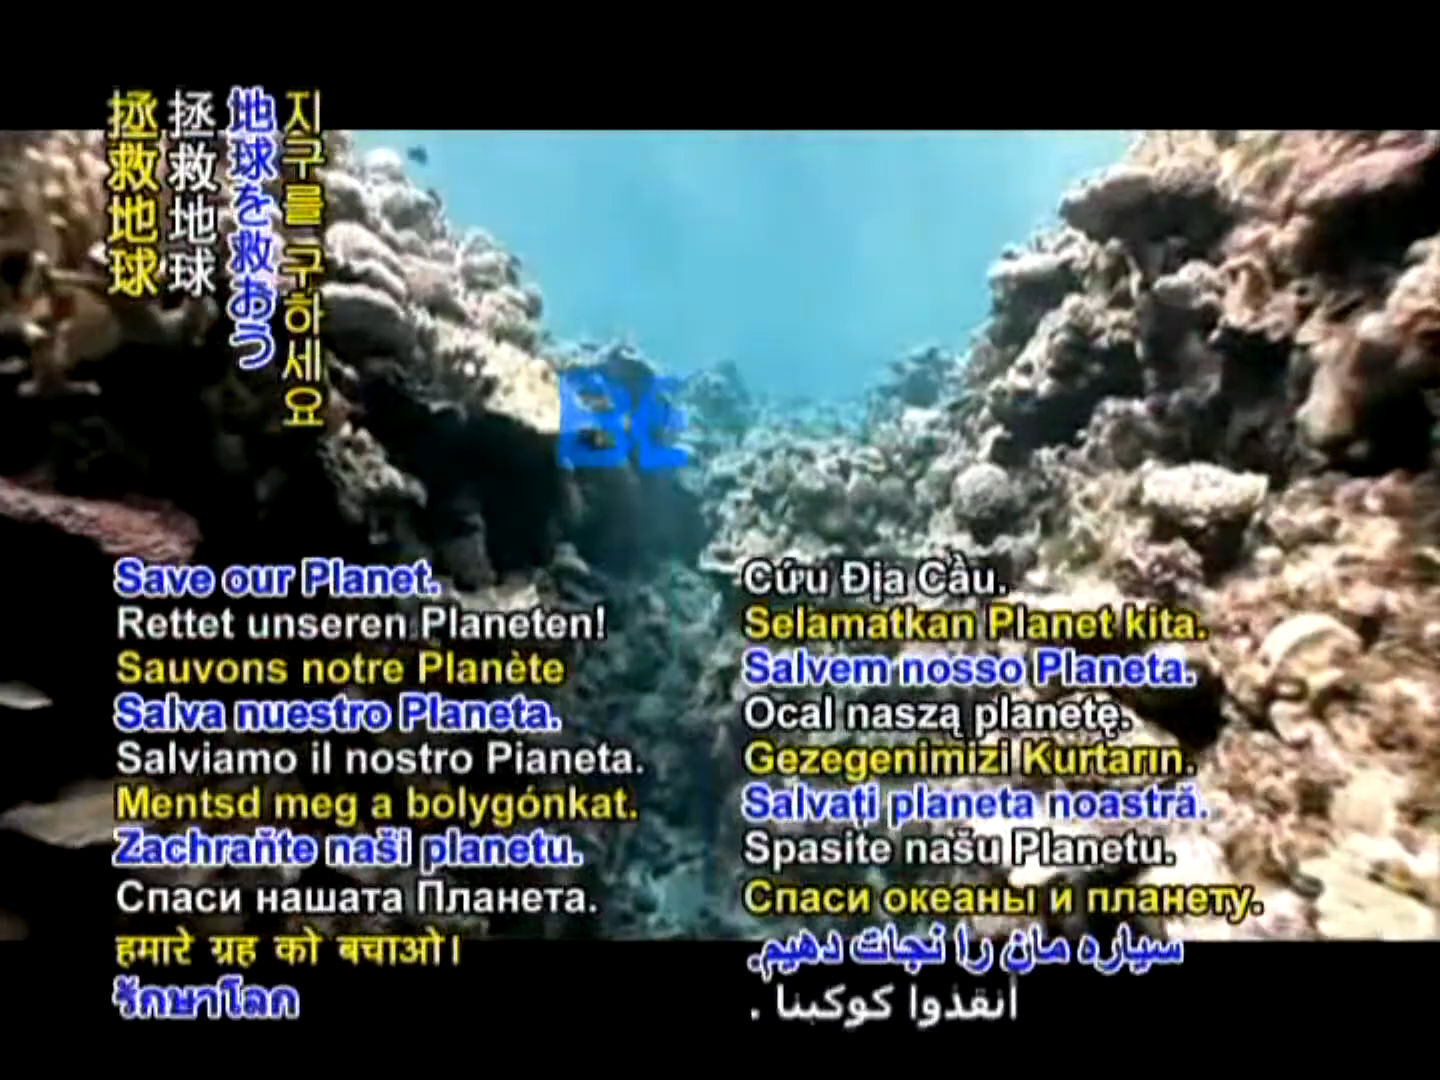 拯救地球
拯救地球
地球を救おう
지구를 구하세요
BE
Save our Planet.
Rettet unseren Planeten!
Sauvons notre Planète
Salva nuestro Planeta.
Salviamo il nostro Pianeta.
Mentsd meg a bolygónkat.
Zachraňte naši planetu.
Спаси нашата Планета.
हमारे ग्रह को बचाओ।
รักษาโลก
Cứu Địa Cầu.
Selamatkan Planet kita.
Salvem nosso Planeta.
Ocal naszą planetę.
Gezegenimizi Kurtarın.
Salvaţi planeta noastră.
Spasite našu Planetu.
Спаси океаны и планету.
سیاره مان را نجات دهیم.
أنقذوا كوكبنا .